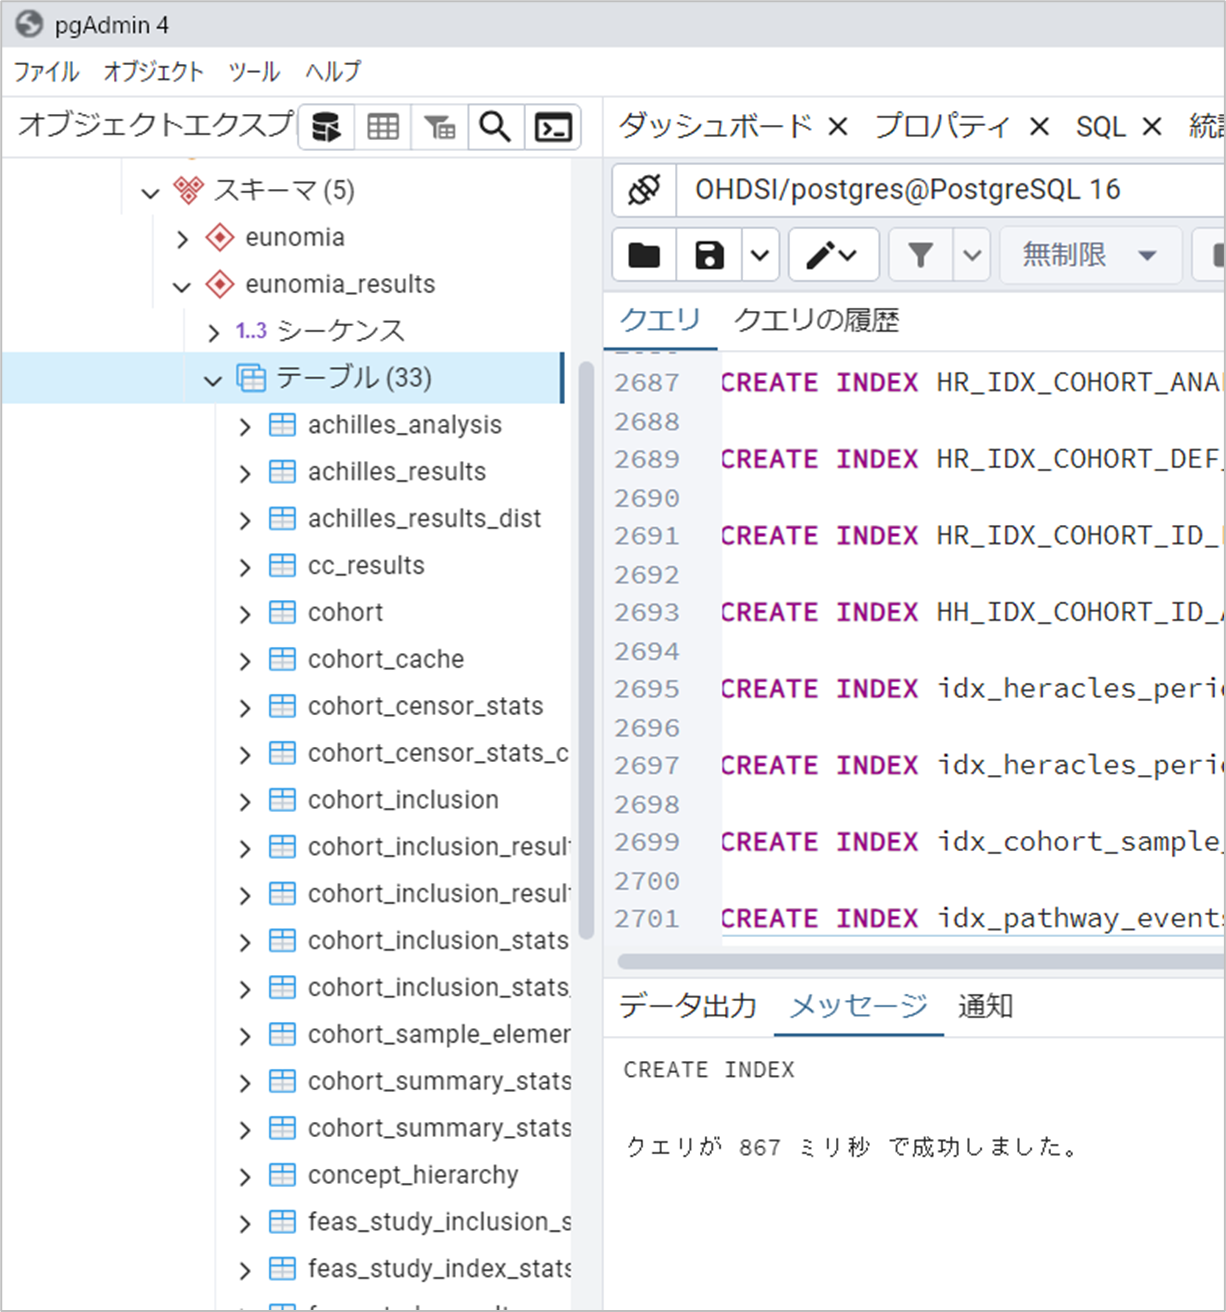 pgAdmin 4
ファイル オブジェクト ツール ヘルプ
オブジェクトエクスプ
スキーマ (5)
eunomia
eunomia_results
1..3 シーケンス
テーブル (33)
achilles_analysis
achilles_results
achilles_results_dist
cc_results
cohort
cohort_cache
cohort_censor_stats
cohort_censor_stats_c
cohort_inclusion
cohort_inclusion_resul
cohort_inclusion_resul
cohort_inclusion_stats
cohort_inclusion_stats_
cohort_sample_elemen
cohort_summary_stats
cohort_summary_stats
concept_hierarchy
feas_study_inclusion_s
feas_study_index_stats
ダッシュボード × プロパティ × SQL × 統計
OHDSI/postgres@PostgreSQL 16
無制限
クエリ クエリの履歴
2687 CREATE INDEX HR_IDX_COHORT_ANA
2688
2689 CREATE INDEX HR_IDX_COHORT_DEF_
2690
2691 CREATE INDEX HR_IDX_COHORT_ID_
2692
2693 CREATE INDEX HH_IDX_COHORT_ID_
2694
2695 CREATE INDEX idx_heracles_peri
2696
2697 CREATE INDEX idx_heracles_peri
2698
2699 CREATE INDEX idx_cohort_sample_
2700
2701 CREATE INDEX idx_pathway_events
データ出力 メッセージ 通知
CREATE INDEX
クエリが 867 ミリ秒 で成功しました。